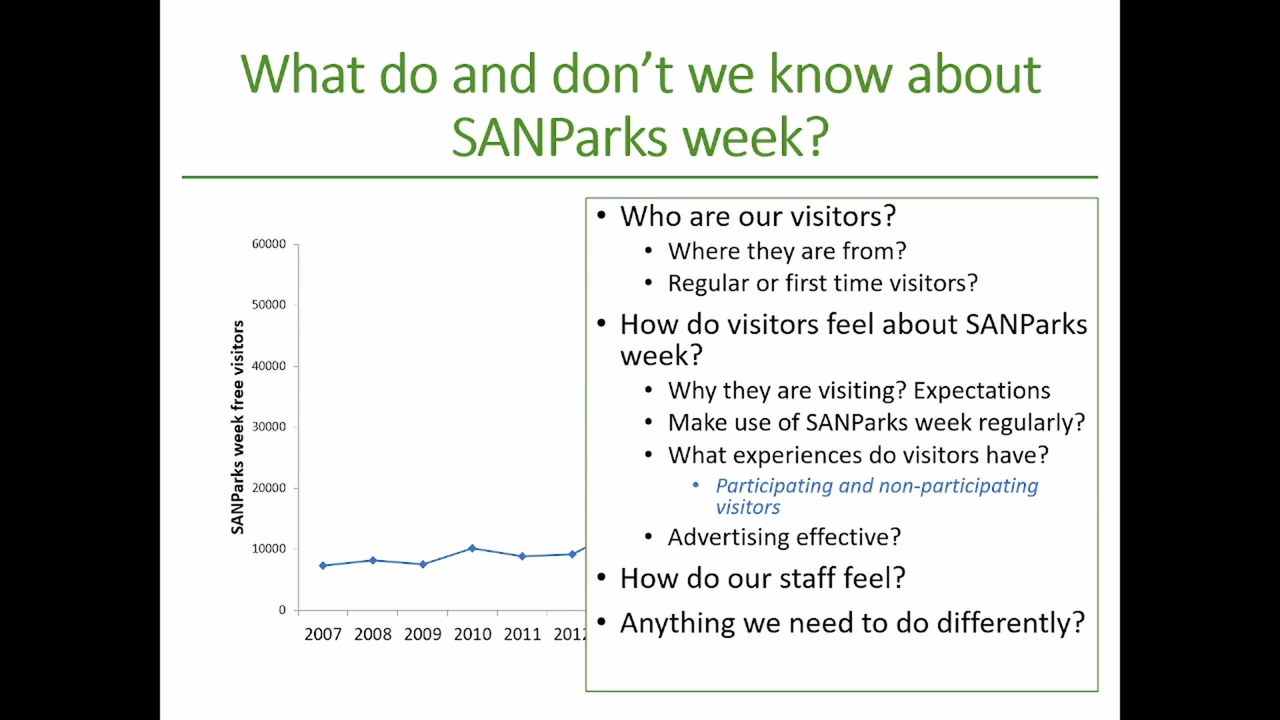 What do and don't we know about
SANParks week?
60000
50000
40000
30000
20000
10000
0
SANParks week free visitors
2007 2008 2009 2010 2011 2012
• Who are our visitors?
• Where they are from?
• Regular or first time visitors?
• How do visitors feel about SANParks
week?
• Why they are visiting? Expectations
• Make use of SANParks week regularly?
• What experiences do visitors have?
• Participating and non-participating
visitors
• Advertising effective?
• How do our staff feel?
• Anything we need to do differently?